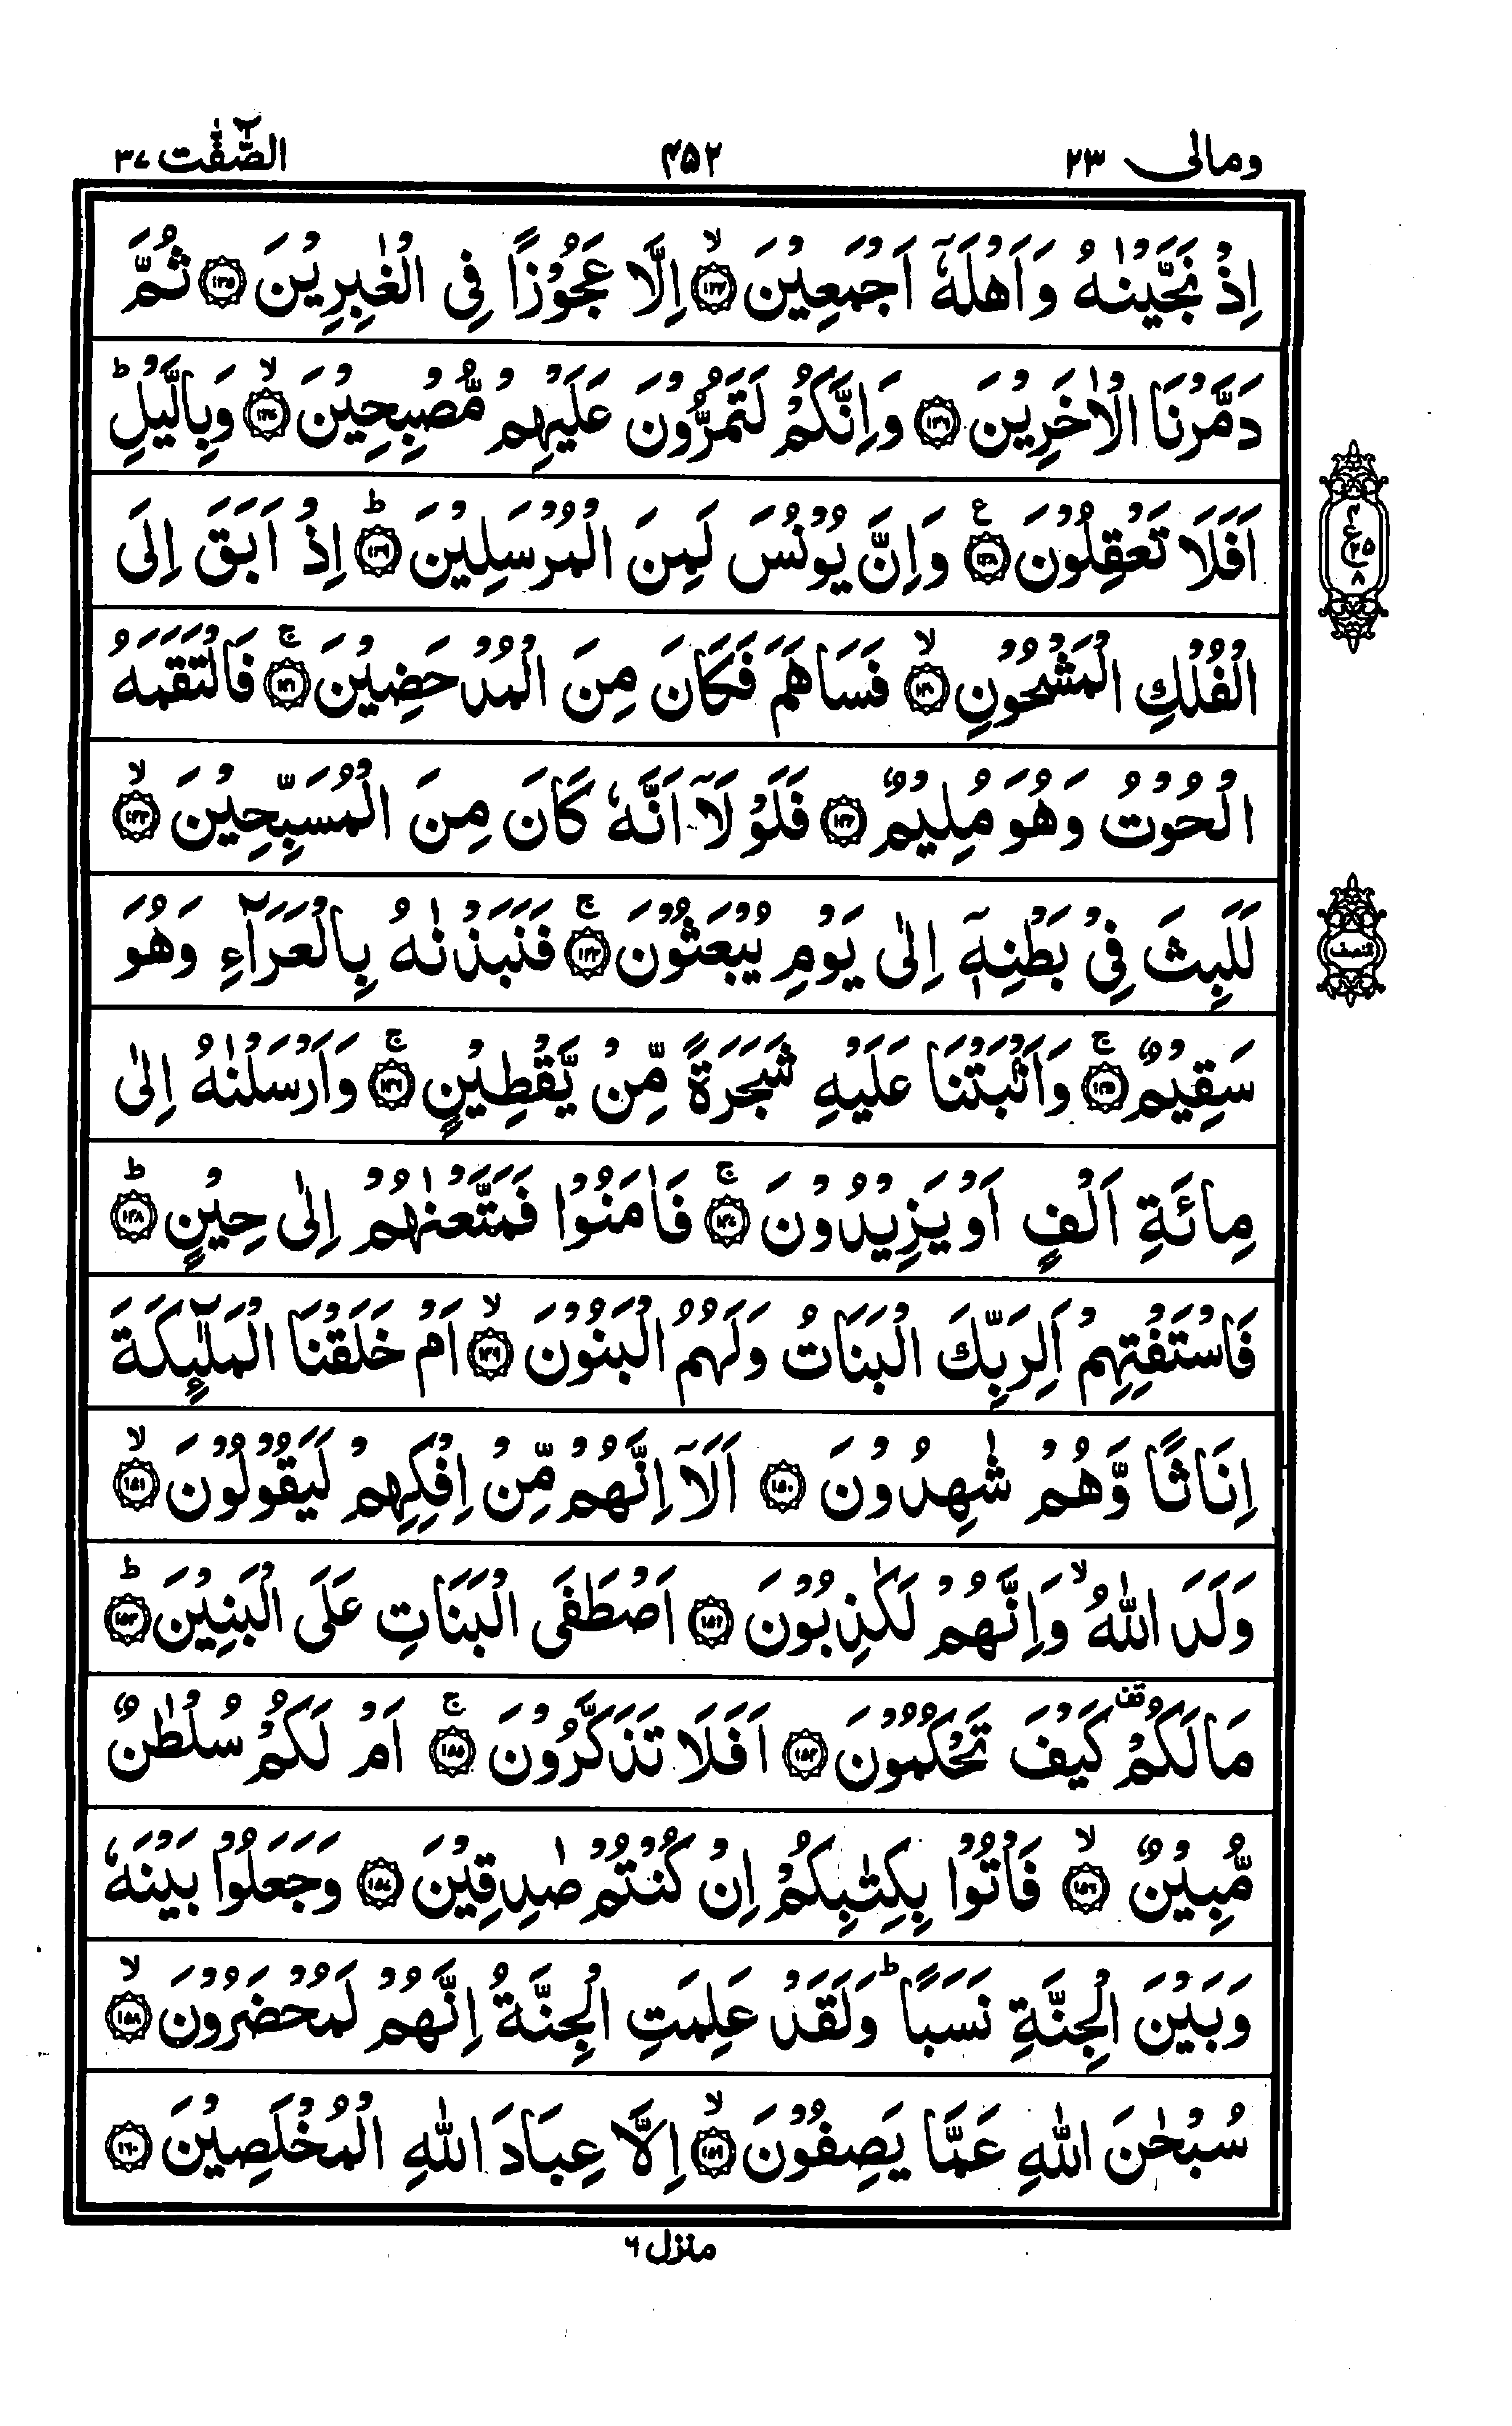 ومالی ۲۳
۴۵۲
الصّٰٓفّٰت ۳۷
اِذۡ نَجَّيۡنٰهُ وَاَهۡلَهٗۤ اَجۡمَعِيۡنَۙ‏ ﴿۱۳۴﴾ اِلَّا عَجُوۡزًا فِى الۡغٰبِرِيۡنَ‏ ﴿۱۳۵﴾ ثُمَّ
دَمَّرۡنَا الۡاٰخَرِيۡنَ‏ ﴿۱۳۶﴾ وَاِنَّكُمۡ لَتَمُرُّوۡنَ عَلَيۡهِمۡ مُّصۡبِحِيۡنَۙ‏ ﴿۱۳۷﴾ وَبِالَّيۡلِؕ
اَفَلَا تَعۡقِلُوۡنَ‏ ﴿۱۳۸﴾ۧ وَاِنَّ يُوۡنُسَ لَمِنَ الۡمُرۡسَلِيۡنَؕ‏ ﴿۱۳۹﴾ اِذۡ اَبَقَ اِلَى
الۡفُلۡكِ الۡمَشۡحُوۡنِۙ‏ ﴿۱۴۰﴾ فَسَاهَمَ فَكَانَ مِنَ الۡمُدۡحَضِيۡنَۚ‏ ﴿۱۴۱﴾ فَالۡتَقَمَهُ
الۡحُوۡتُ وَهُوَ مُلِيۡمٌ‏ ﴿۱۴۲﴾ فَلَوۡلَاۤ اَنَّهٗ كَانَ مِنَ الۡمُسَبِّحِيۡنَۙ‏ ﴿۱۴۳﴾
لَلَبِثَ فِىۡ بَطۡنِهٖۤ اِلٰى يَوۡمِ يُبۡعَثُوۡنَۚ‏ ﴿۱۴۴﴾ فَنَبَذۡنٰهُ بِالۡعَرَآءِ وَهُوَ
سَقِيۡمٌۚ‏ ﴿۱۴۵﴾ وَاَنۡۢبَتۡنَا عَلَيۡهِ شَجَرَةً مِّنۡ يَّقۡطِيۡنٍۚ‏ ﴿۱۴۶﴾ وَاَرۡسَلۡنٰهُ اِلٰى
مِائَةِ اَلۡفٍ اَوۡ يَزِيۡدُوۡنَۚ‏ ﴿۱۴۷﴾ فَاٰمَنُوۡا فَمَتَّعۡنٰهُمۡ اِلٰى حِيۡنٍؕ‏ ﴿۱۴۸﴾
فَاسۡتَفۡتِهِمۡ اَلِرَبِّكَ الۡبَنَاتُ وَلَهُمُ الۡبَنُوۡنَۙ‏ ﴿۱۴۹﴾ اَمۡ خَلَقۡنَا الۡمَلٰٓٮِٕكَةَ
اِنَاثًا وَّهُمۡ شٰهِدُوۡنَ‏ ﴿۱۵۰﴾ اَلَاۤ اِنَّهُمۡ مِّنۡ اِفۡكِهِمۡ لَيَقُوۡلُوۡنَۙ‏ ﴿۱۵۱﴾
وَلَدَ اللّٰهُۙ وَاِنَّهُمۡ لَكٰذِبُوۡنَ‏ ﴿۱۵۲﴾ اَصۡطَفَى الۡبَنَاتِ عَلَى الۡبَنِيۡنَؕ‏ ﴿۱۵۳﴾
مَا لَكُمۡ قف كَيۡفَ تَحۡكُمُوۡنَ‏ ﴿۱۵۴﴾ اَفَلَا تَذَكَّرُوۡنَۚ‏ ﴿۱۵۵﴾ اَمۡ لَكُمۡ سُلۡطٰنٌ
مُّبِيۡنٌۙ‏ ﴿۱۵۶﴾ فَاۡتُوۡا بِكِتٰبِكُمۡ اِنۡ كُنۡتُمۡ صٰدِقِيۡنَ‏ ﴿۱۵۷﴾ وَجَعَلُوۡا بَيۡنَهٗ
وَبَيۡنَ الۡجِنَّةِ نَسَبًاؕ وَلَقَدۡ عَلِمَتِ الۡجِنَّةُ اِنَّهُمۡ لَمُحۡضَرُوۡنَۙ‏ ﴿۱۵۸﴾
سُبۡحٰنَ اللّٰهِ عَمَّا يَصِفُوۡنَۙ‏ ﴿۱۵۹﴾ اِلَّا عِبَادَ اللّٰهِ الۡمُخۡلَصِيۡنَ‏ ﴿۱۶۰﴾
۴
ع
۲۵
۸
النصف
منزل ۶